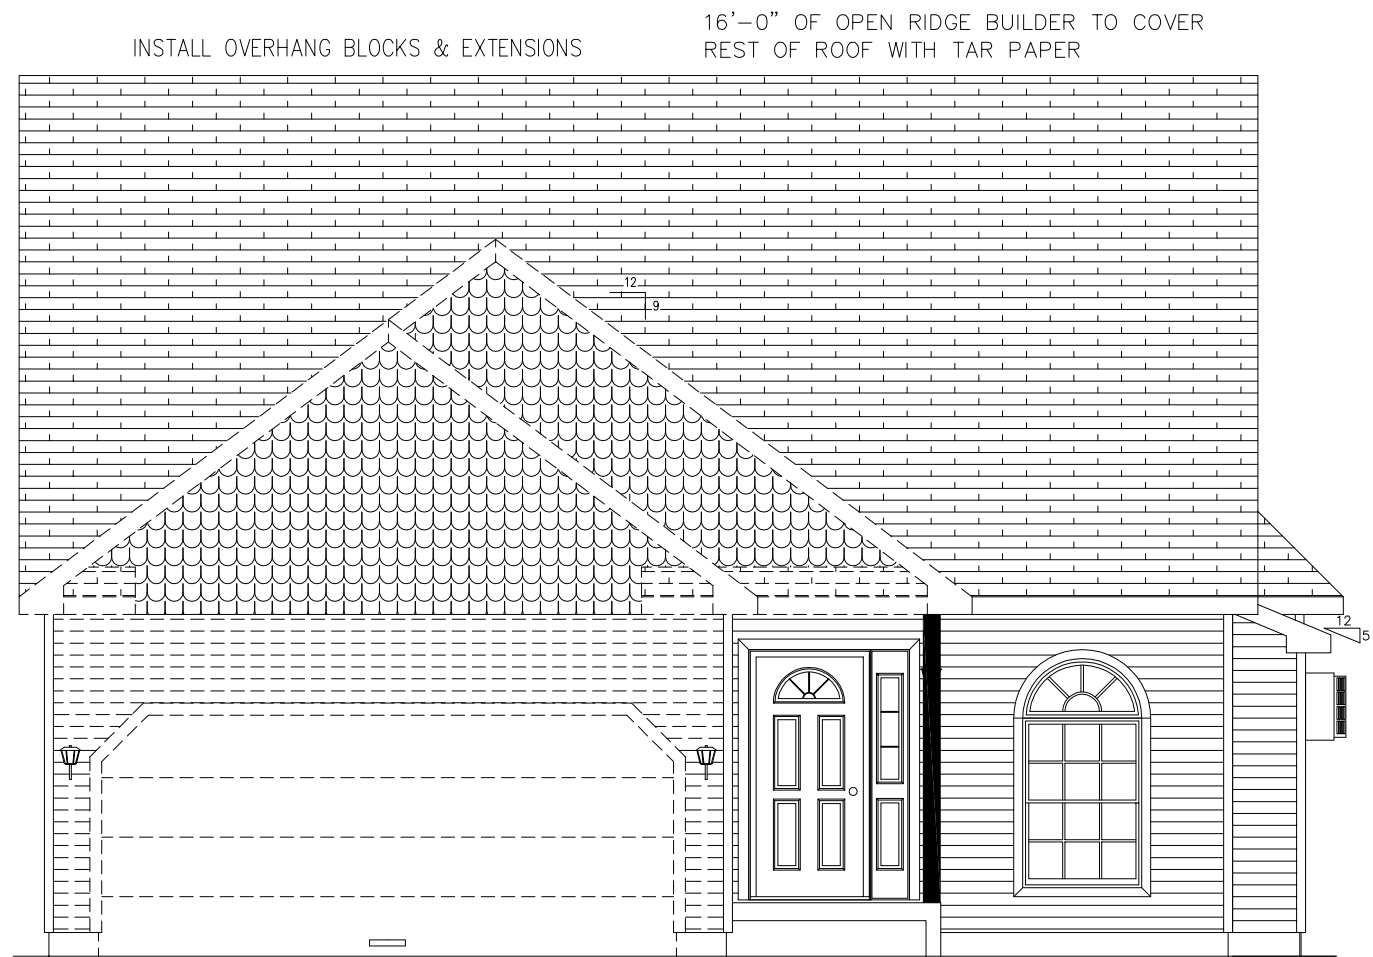 16'-0" OF OPEN RIDGE BUILDER TO COVER
REST OF ROOF WITH TAR PAPER
INSTALL OVERHANG BLOCKS & EXTENSIONS
12
9
12
5